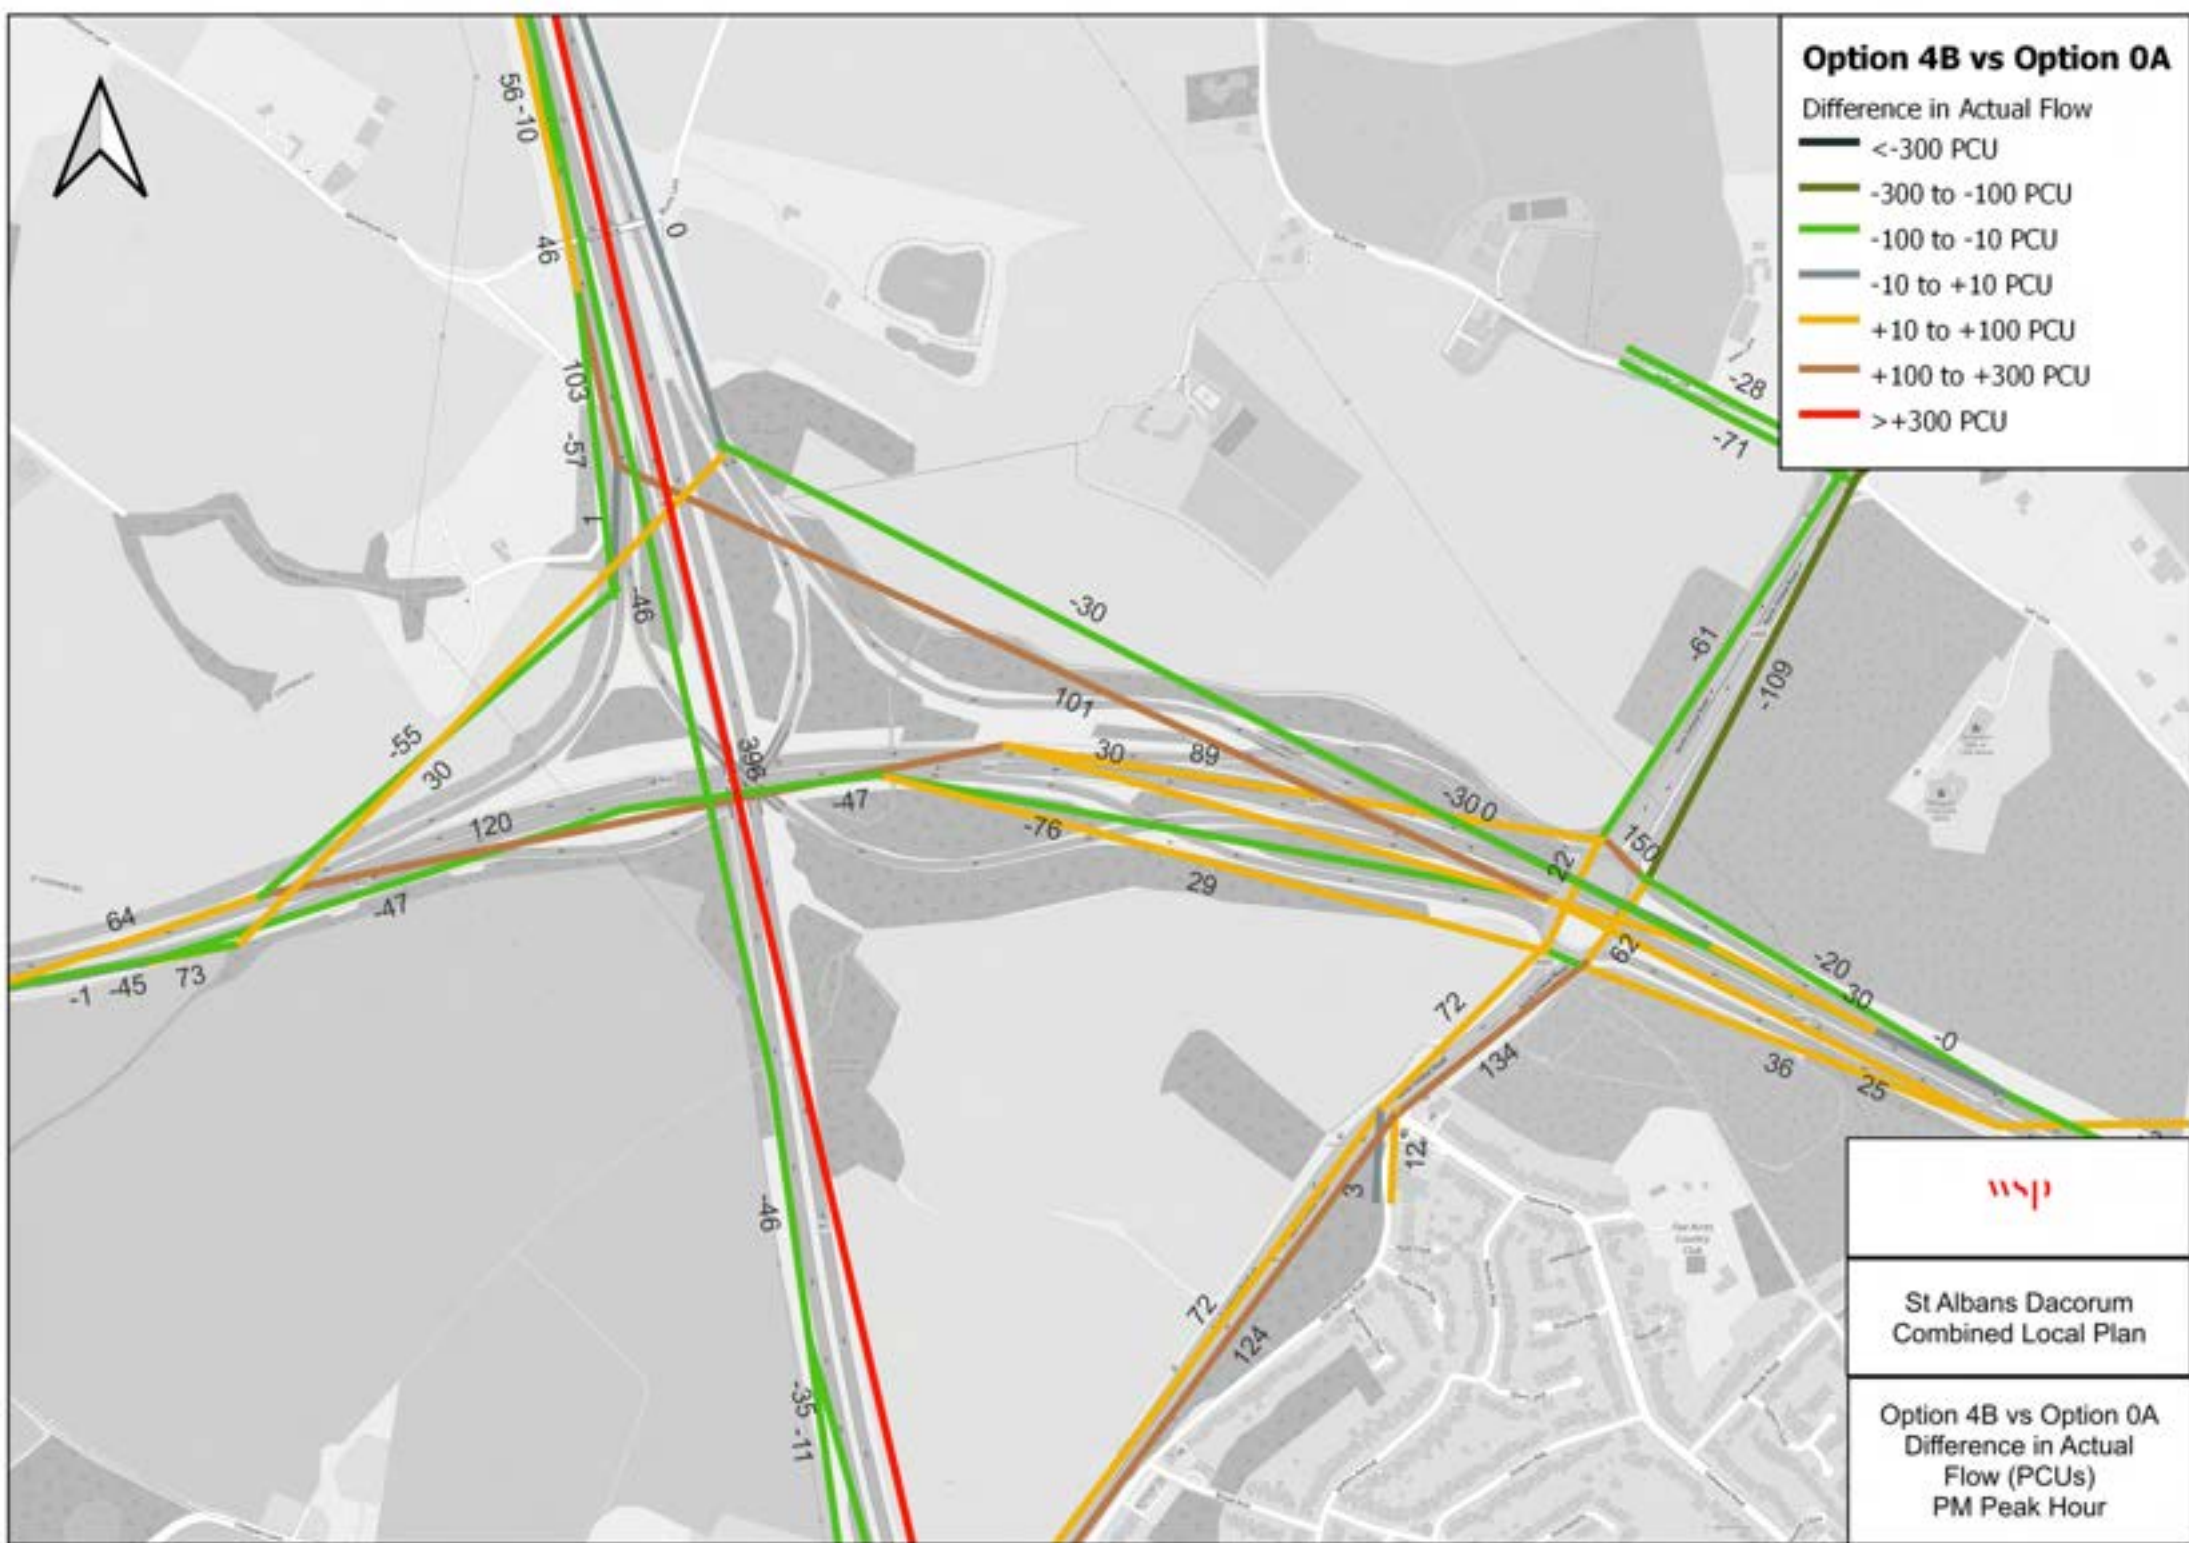 Option 4B vs Option 0A
Difference in Actual Flow
<-300 PCU
-300 to -100 PCU
-100 to -10 PCU
-10 to +10 PCU
+10 to +100 PCU
+100 to +300 PCU
>+300 PCU
56 -10
46
0
103
-57
1
-46
-28
-71
-30
-61
-109
101
-55
30
396
30
89
120
-47
-76
-300
150
22
29
64
-47
62
-1
-45
73
-20
30
-0
72
134
36
25
12
3
-46
72
124
-35 -11
wsp
St Albans Dacorum
Combined Local Plan
Option 4B vs Option 0A
Difference in Actual
Flow (PCUs)
PM Peak Hour